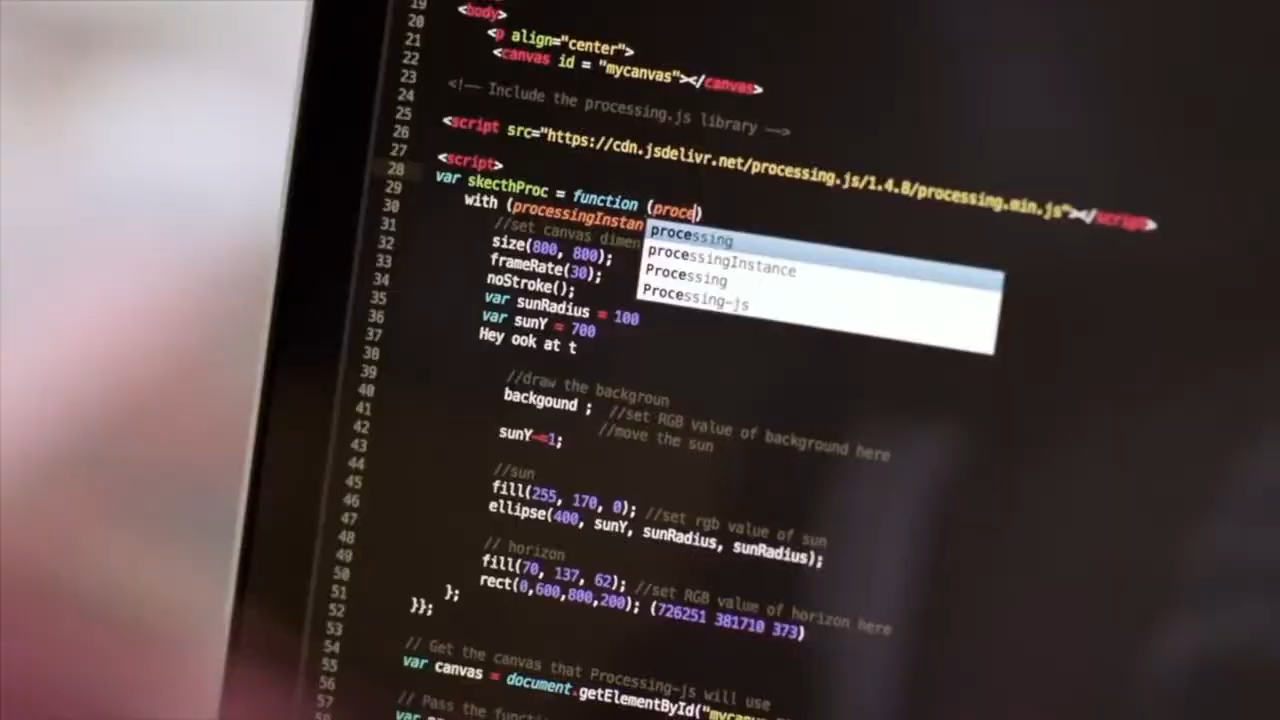 19
20 <body>
21 <p align="center">
22 <canvas id = "mycanvas"></canvas>
23
24 <!-- Include the processing.js library -->
25
26 <script src="https://cdn.jsdelivr.net/processing.js/1.4.8/processing.min.js"></script>
27
28 <script>
29 var skecthProc = function (proce)
30 with (processingInstan
31 //set canvas dimen
32 size(800, 800);
33 frameRate(30);
34 noStroke();
35 var sunRadius = 100
36 var sunY = 700
37 Hey ook at t
38
39 //draw the backgroun
40 backgound ; //set RGB value of background here
41
42 sunY-=1; //move the sun
43
44 //sun
45 fill(255, 170, 0); //set rgb value of sun
46 ellipse(400, sunY, sunRadius, sunRadius);
47
48 // horizon
49 fill(70, 137, 62); //set RGB value of horizon here
50 rect(0,600,800,200); (726251 381710 373)
51 };
52 }};
53
54 // Get the canvas that Processing-js will use
55 var canvas = document.getElementById("mycanv
56
57 // Pass the functi
var
processing
processingInstance
Processing
Processing-js